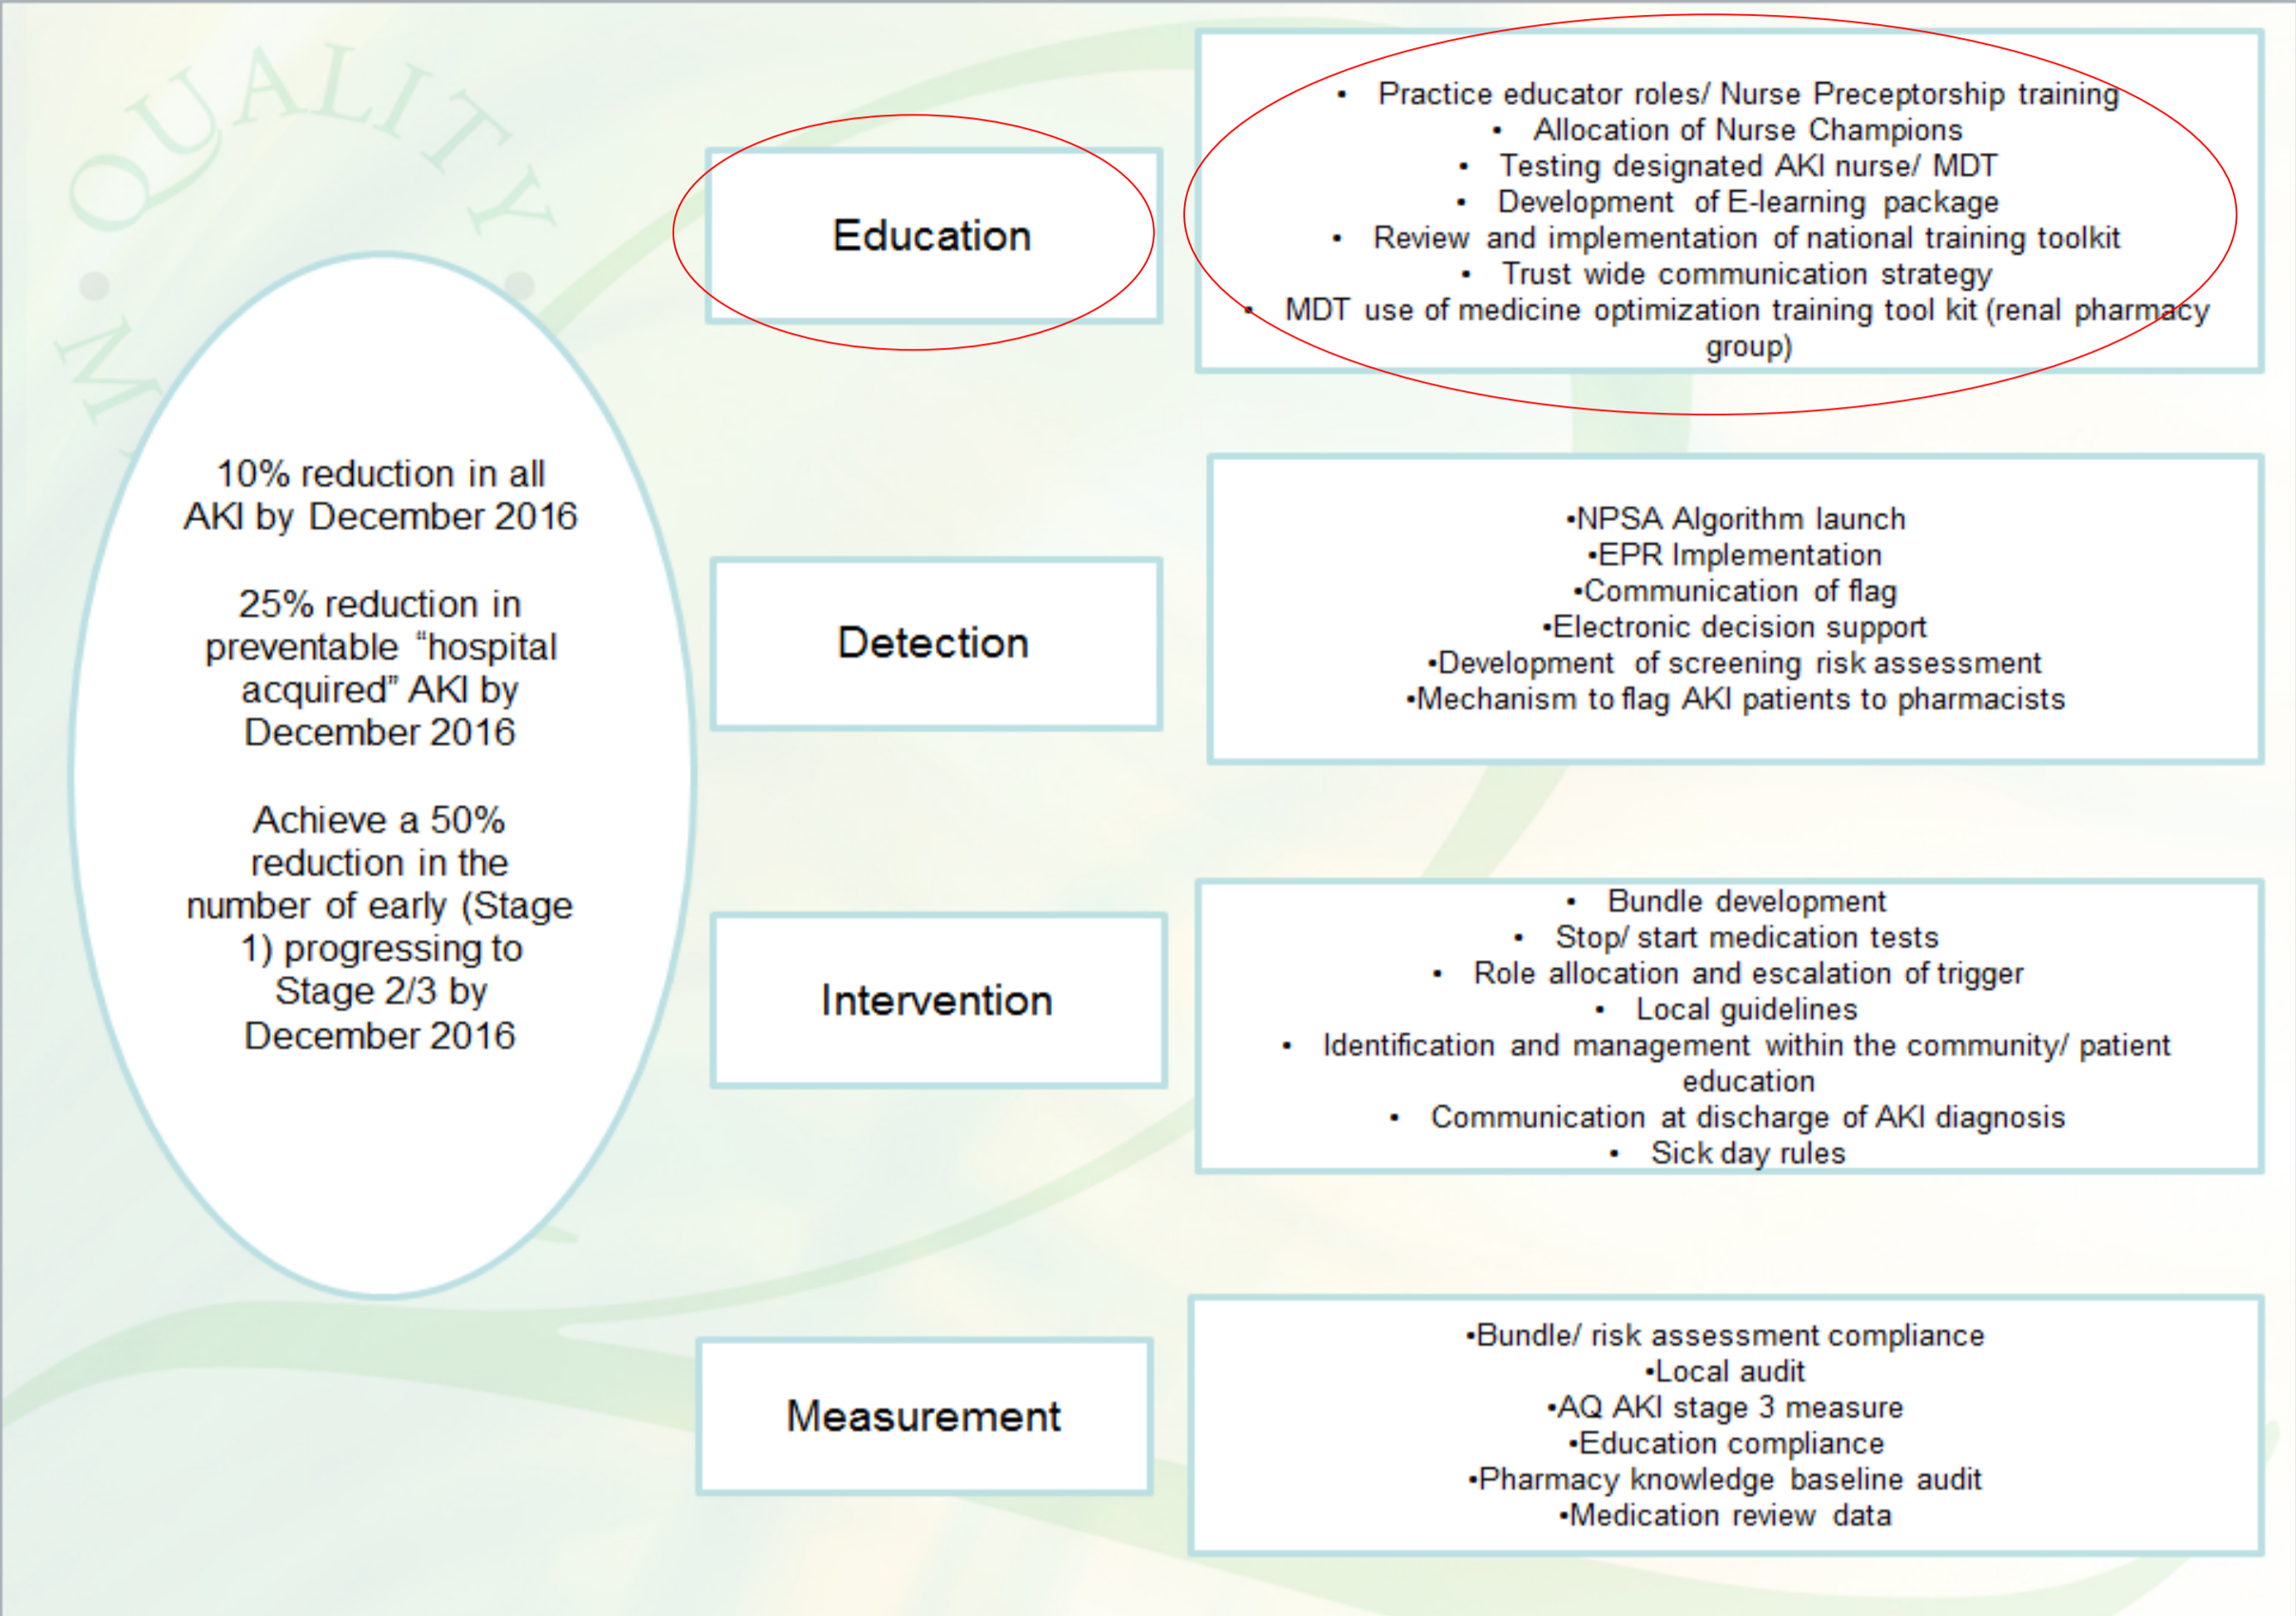 QUALITY
10% reduction in all
AKI by December 2016
25% reduction in
preventable “hospital
acquired” AKI by
December 2016
Achieve a 50%
reduction in the
number of early (Stage
1) progressing to
Stage 2/3 by
December 2016
Education
• Practice educator roles/ Nurse Preceptorship training
• Allocation of Nurse Champions
• Testing designated AKI nurse/ MDT
• Development of E-learning package
• Review and implementation of national training toolkit
• Trust wide communication strategy
• MDT use of medicine optimization training tool kit (renal pharmacy
group)
Detection
•NPSA Algorithm launch
•EPR Implementation
•Communication of flag
•Electronic decision support
•Development of screening risk assessment
•Mechanism to flag AKI patients to pharmacists
Intervention
• Bundle development
• Stop/ start medication tests
• Role allocation and escalation of trigger
• Local guidelines
• Identification and management within the community/ patient
education
• Communication at discharge of AKI diagnosis
• Sick day rules
Measurement
•Bundle/ risk assessment compliance
•Local audit
•AQ AKI stage 3 measure
•Education compliance
•Pharmacy knowledge baseline audit
•Medication review data